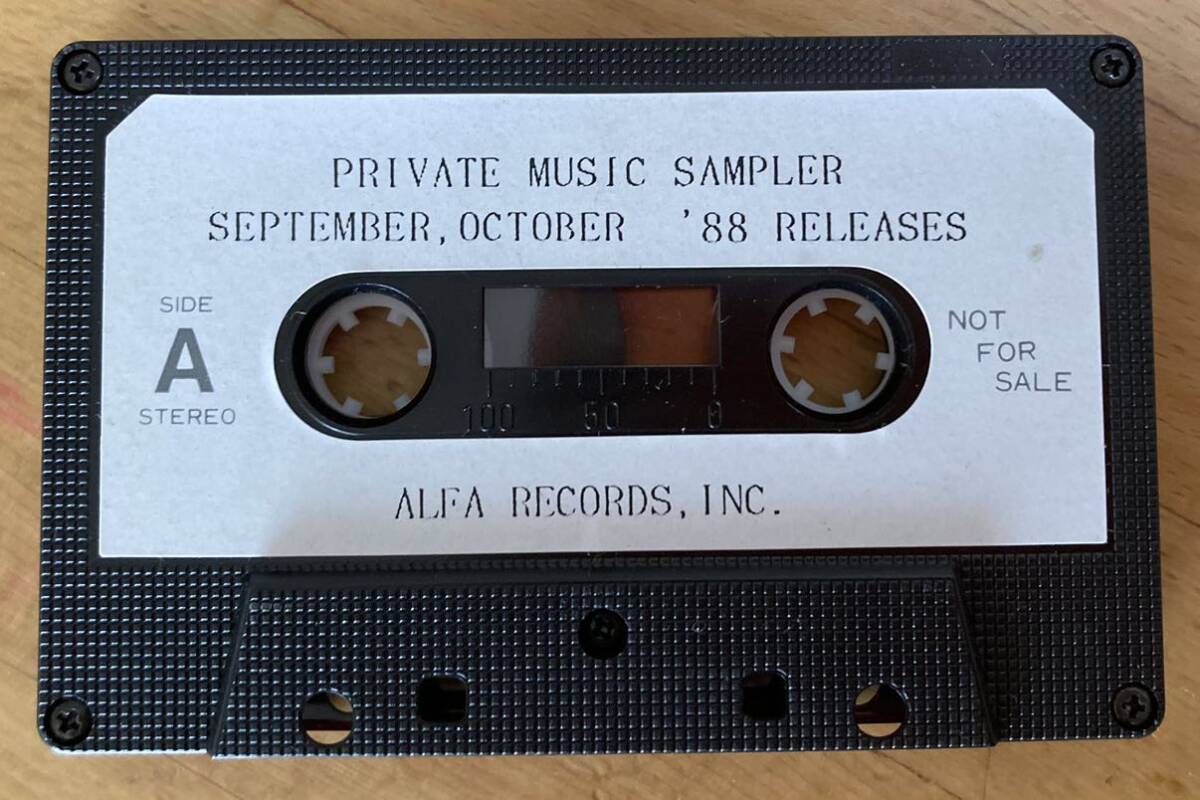 PRIVATE MUSIC SAMPLER
SEPTEMBER, OCTOBER '88 RELEASES
SIDE
A
STEREO
NOT
FOR
SALE
100 50 0
ALFA RECORDS, INC.